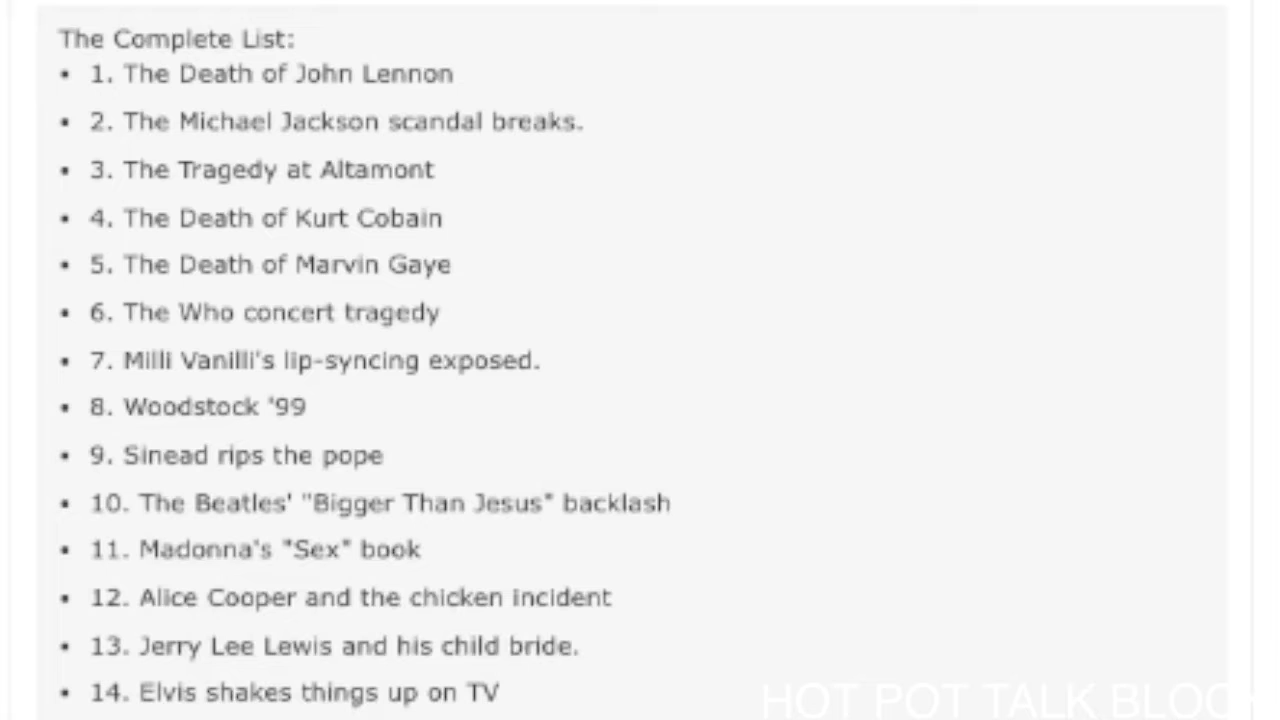 The Complete List:
• 1. The Death of John Lennon
• 2. The Michael Jackson scandal breaks.
• 3. The Tragedy at Altamont
• 4. The Death of Kurt Cobain
• 5. The Death of Marvin Gaye
• 6. The Who concert tragedy
• 7. Milli Vanilli's lip-syncing exposed.
• 8. Woodstock '99
• 9. Sinead rips the pope
• 10. The Beatles' "Bigger Than Jesus" backlash
• 11. Madonna's "Sex" book
• 12. Alice Cooper and the chicken incident
• 13. Jerry Lee Lewis and his child bride.
• 14. Elvis shakes things up on TV
HOT POT TALK